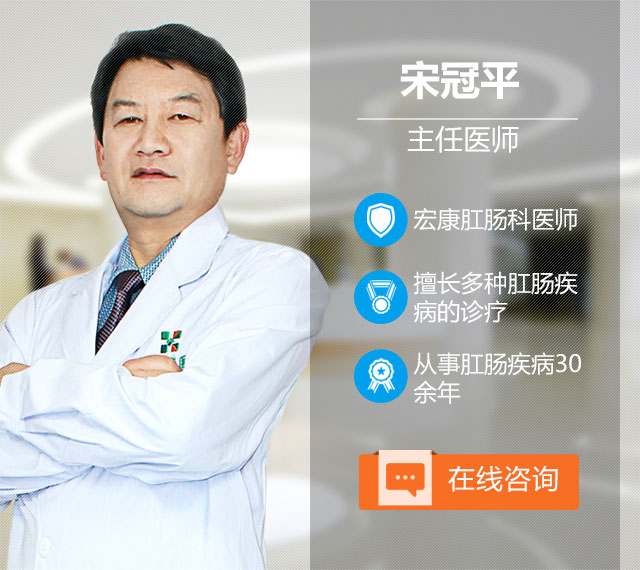 宋冠平
主任医师
宏康肛肠科医师
擅长多种肛肠疾
病的诊疗
从事肛肠疾病30
余年
在线咨询